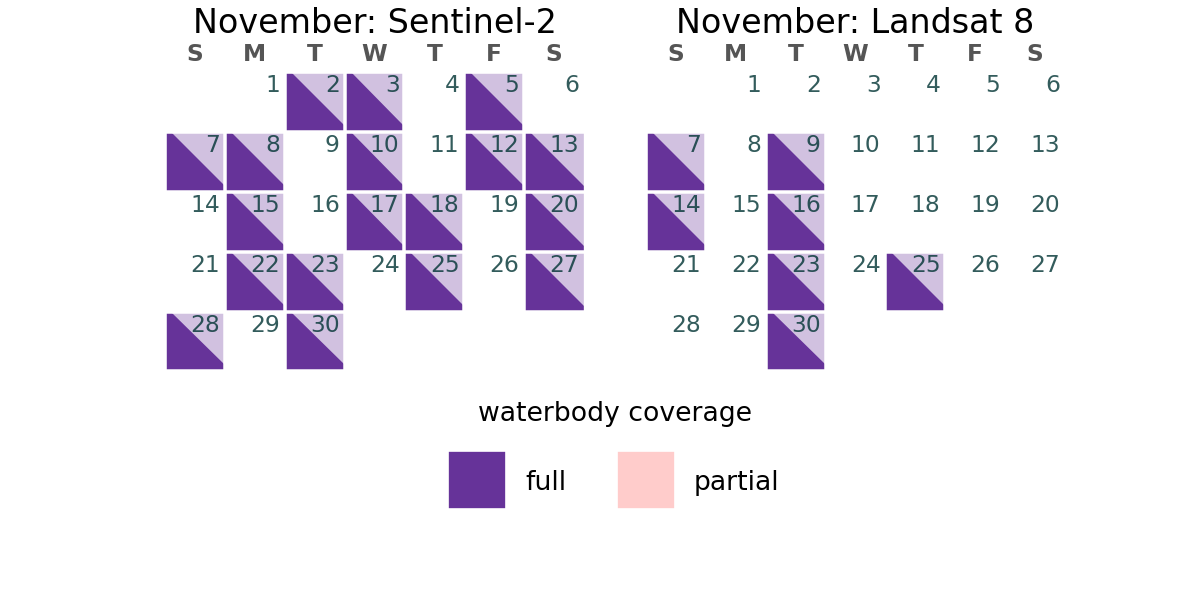 November: Sentinel-2
S M T W T F S
1 2 3 4 5 6
7 8 9 10 11 12 13
14 15 16 17 18 19 20
21 22 23 24 25 26 27
28 29 30
November: Landsat 8
S M T W T F S
1 2 3 4 5 6
7 8 9 10 11 12 13
14 15 16 17 18 19 20
21 22 23 24 25 26 27
28 29 30
waterbody coverage
full partial